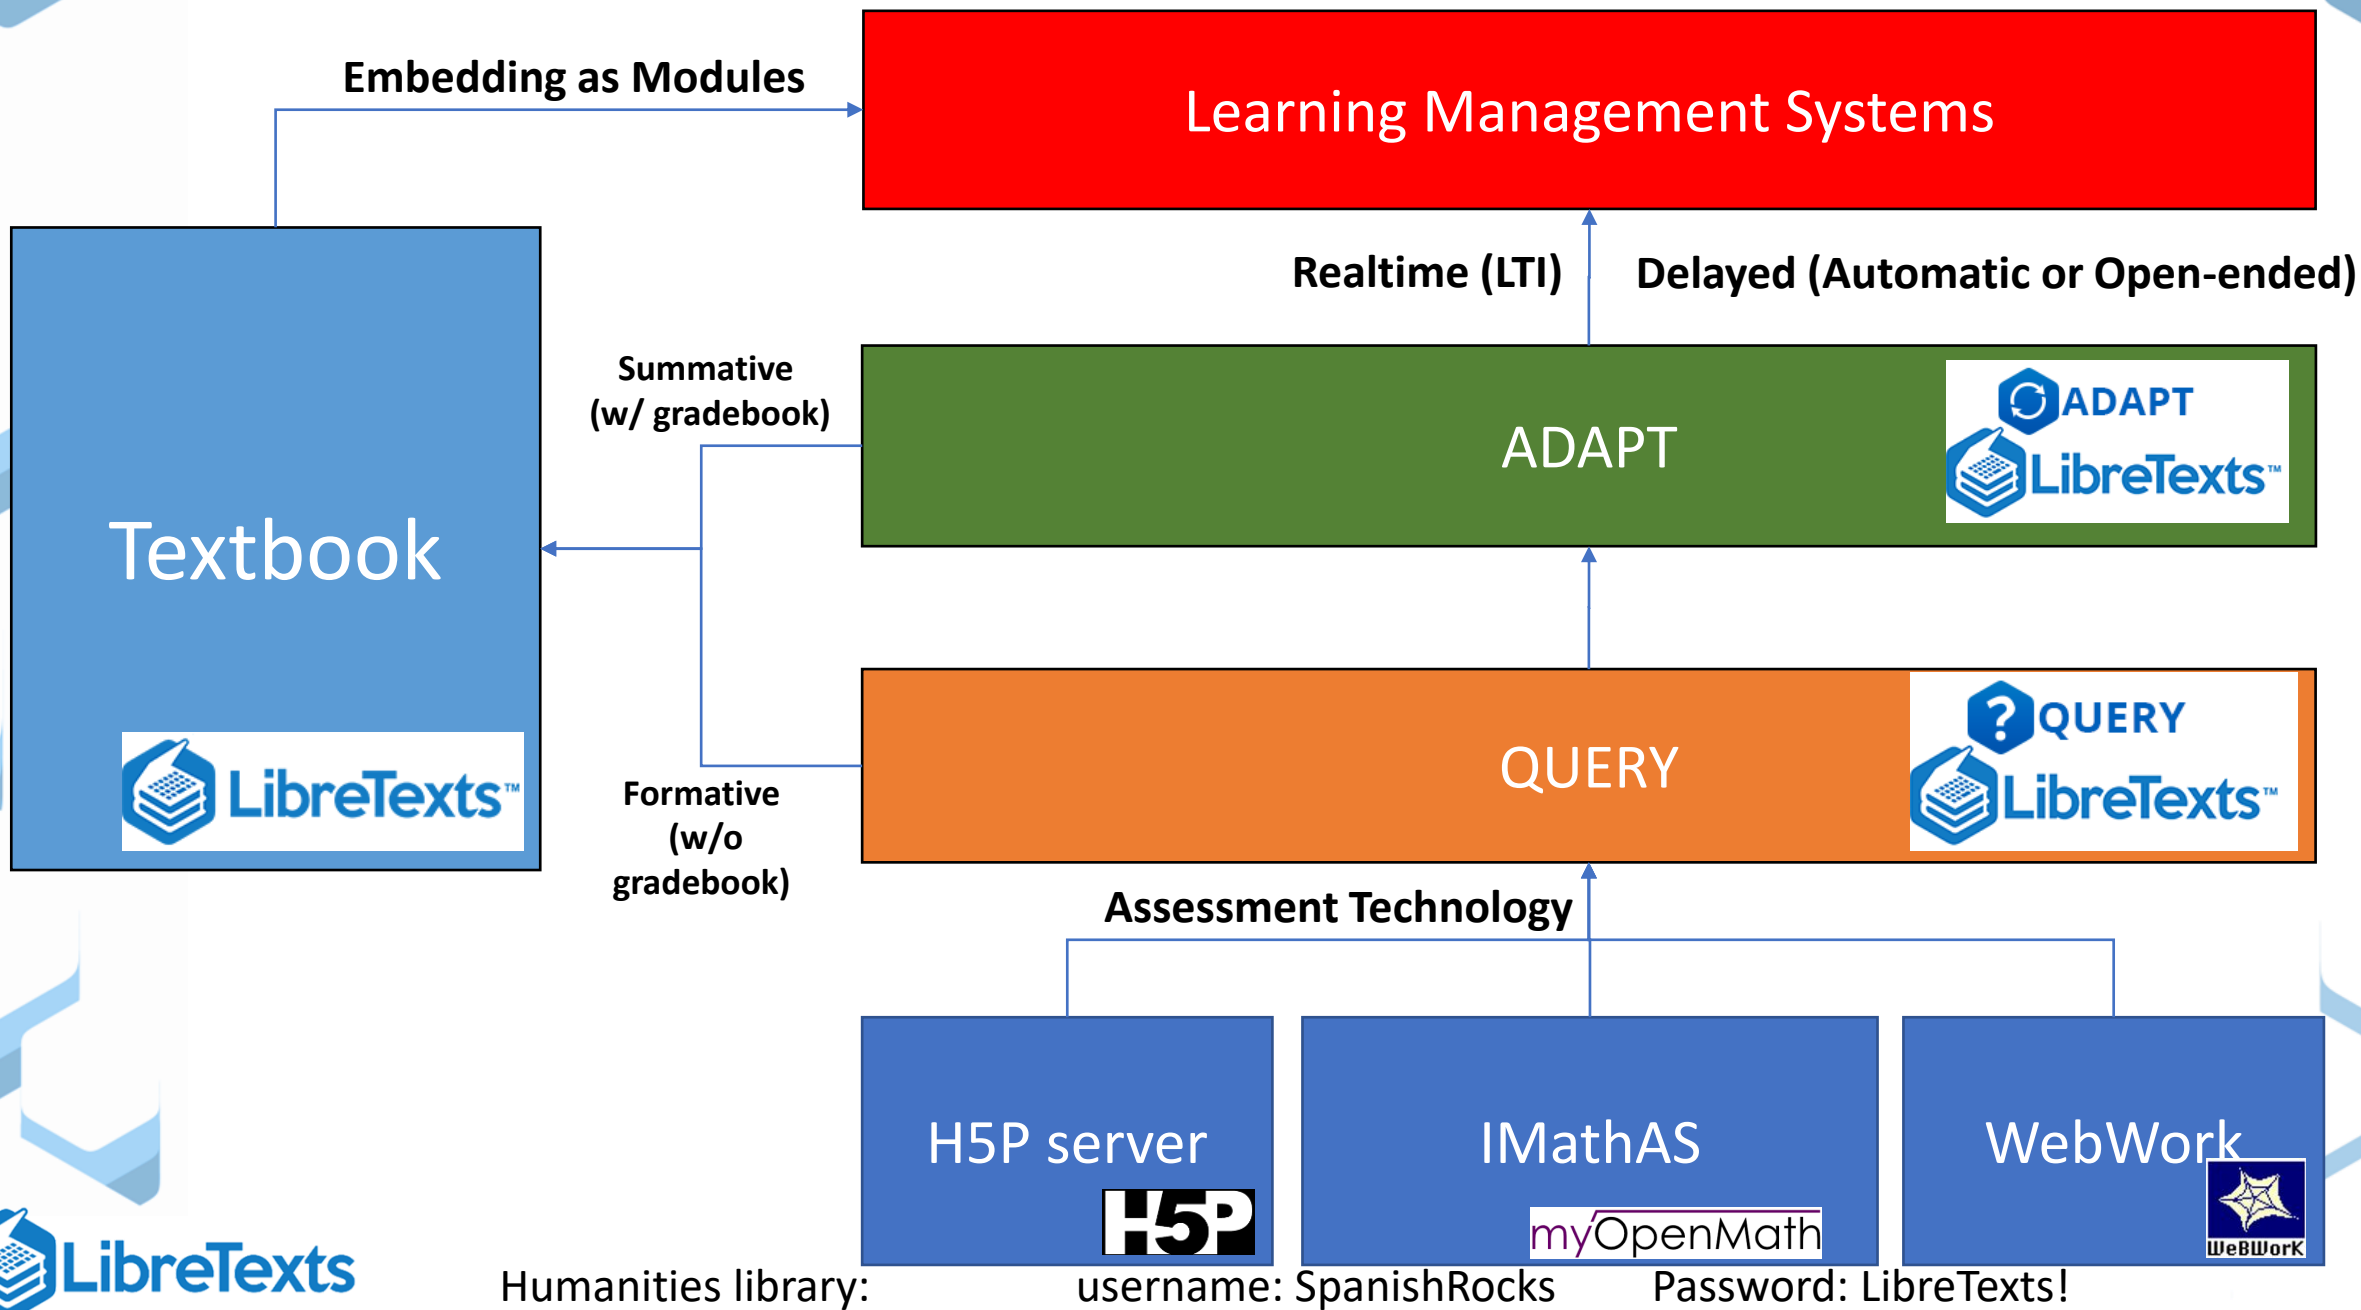 Embedding as Modules
Learning Management Systems
Realtime (LTI)
Delayed (Automatic or Open-ended)
Summative
(w/ gradebook)
ADAPT
ADAPT
LibreTexts™
Textbook
LibreTexts™
QUERY
QUERY
LibreTexts™
Formative
(w/o
gradebook)
Assessment Technology
H5P server
H5P
IMathAS
myOpenMath
WebWork
WeBWorK
LibreTexts
Humanities library: username: SpanishRocks Password: LibreTexts!